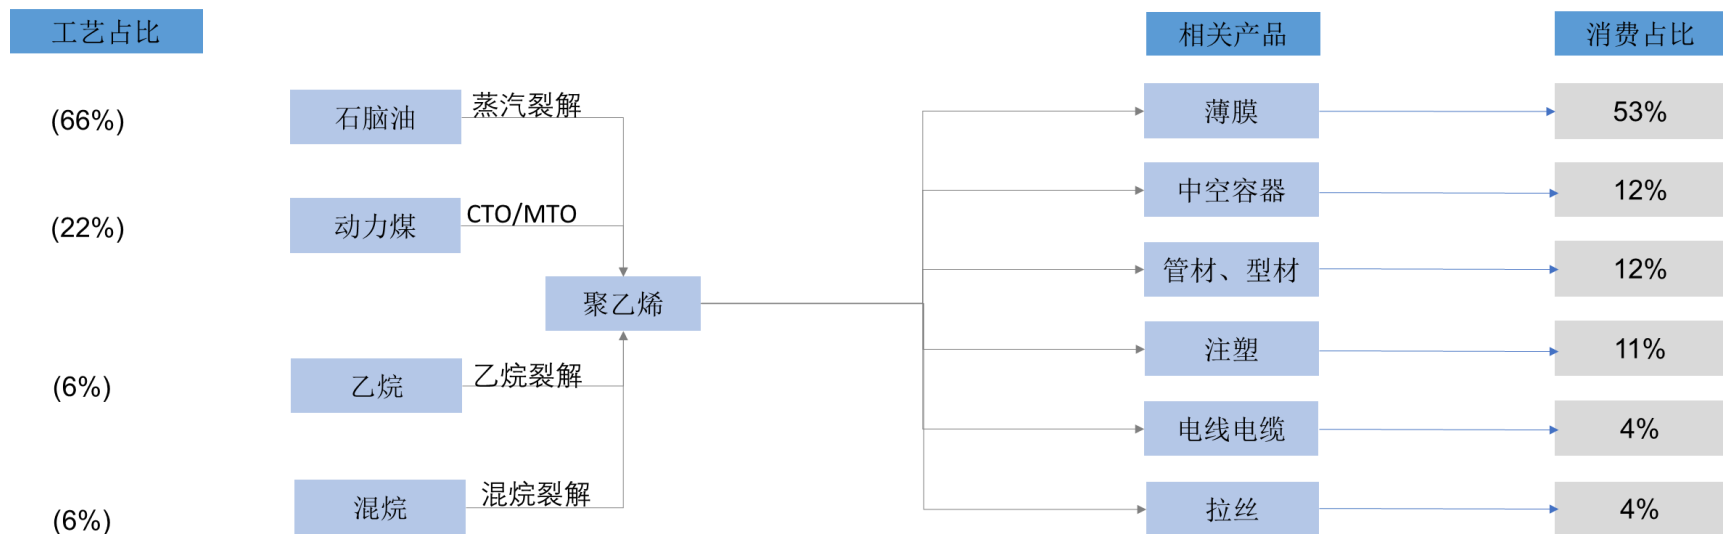 工艺占比
相关产品
消费占比
(66%)
石脑油
蒸汽裂解
薄膜
53%
(22%)
动力煤
CTO/MTO
中空容器
12%
聚乙烯
管材、型材
12%
注塑
11%
(6%)
乙烷
乙烷裂解
电线电缆
4%
(6%)
混烷
混烷裂解
拉丝
4%